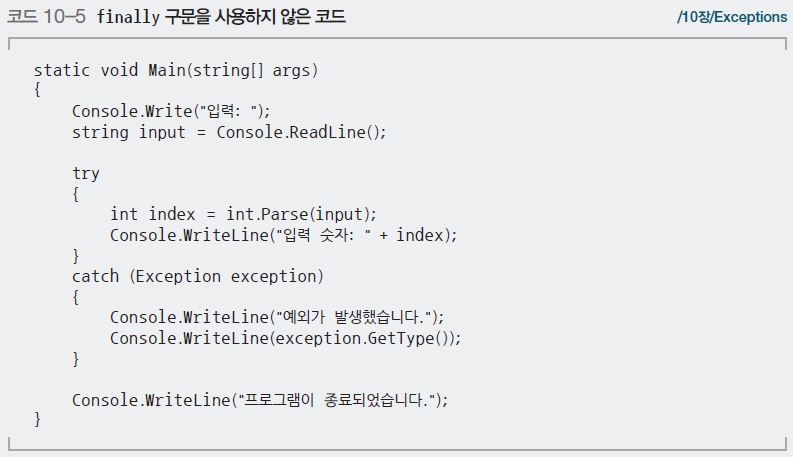 코드 10-5 finally 구문을 사용하지 않은 코드 /10장/Exceptions
static void Main(string[] args)
{
Console.Write("입력: ");
string input = Console.ReadLine();
try
{
int index = int.Parse(input);
Console.WriteLine("입력 숫자: " + index);
}
catch (Exception exception)
{
Console.WriteLine("예외가 발생했습니다.");
Console.WriteLine(exception.GetType());
}
Console.WriteLine("프로그램이 종료되었습니다.");
}